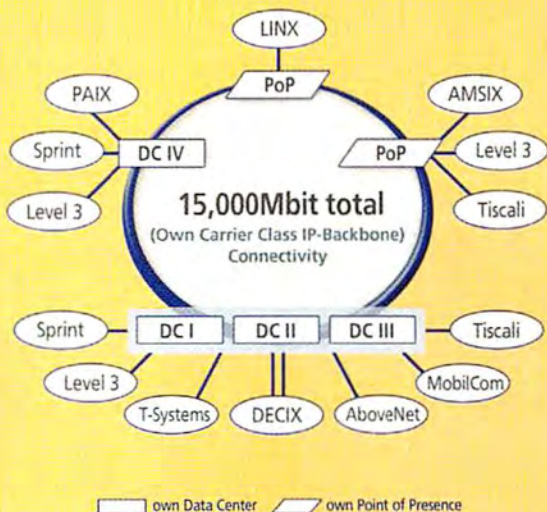 LINX
PoP
PAIX
AMSIX
Sprint
DC IV
PoP
Level 3
Level 3
Tiscali
15,000Mbit total
(Own Carrier Class IP-Backbone)
Connectivity
Sprint
DC I
DC II
DC III
Tiscali
Level 3
MobilCom
T-Systems
DECIX
AboveNet
own Data Center
own Point of Presence